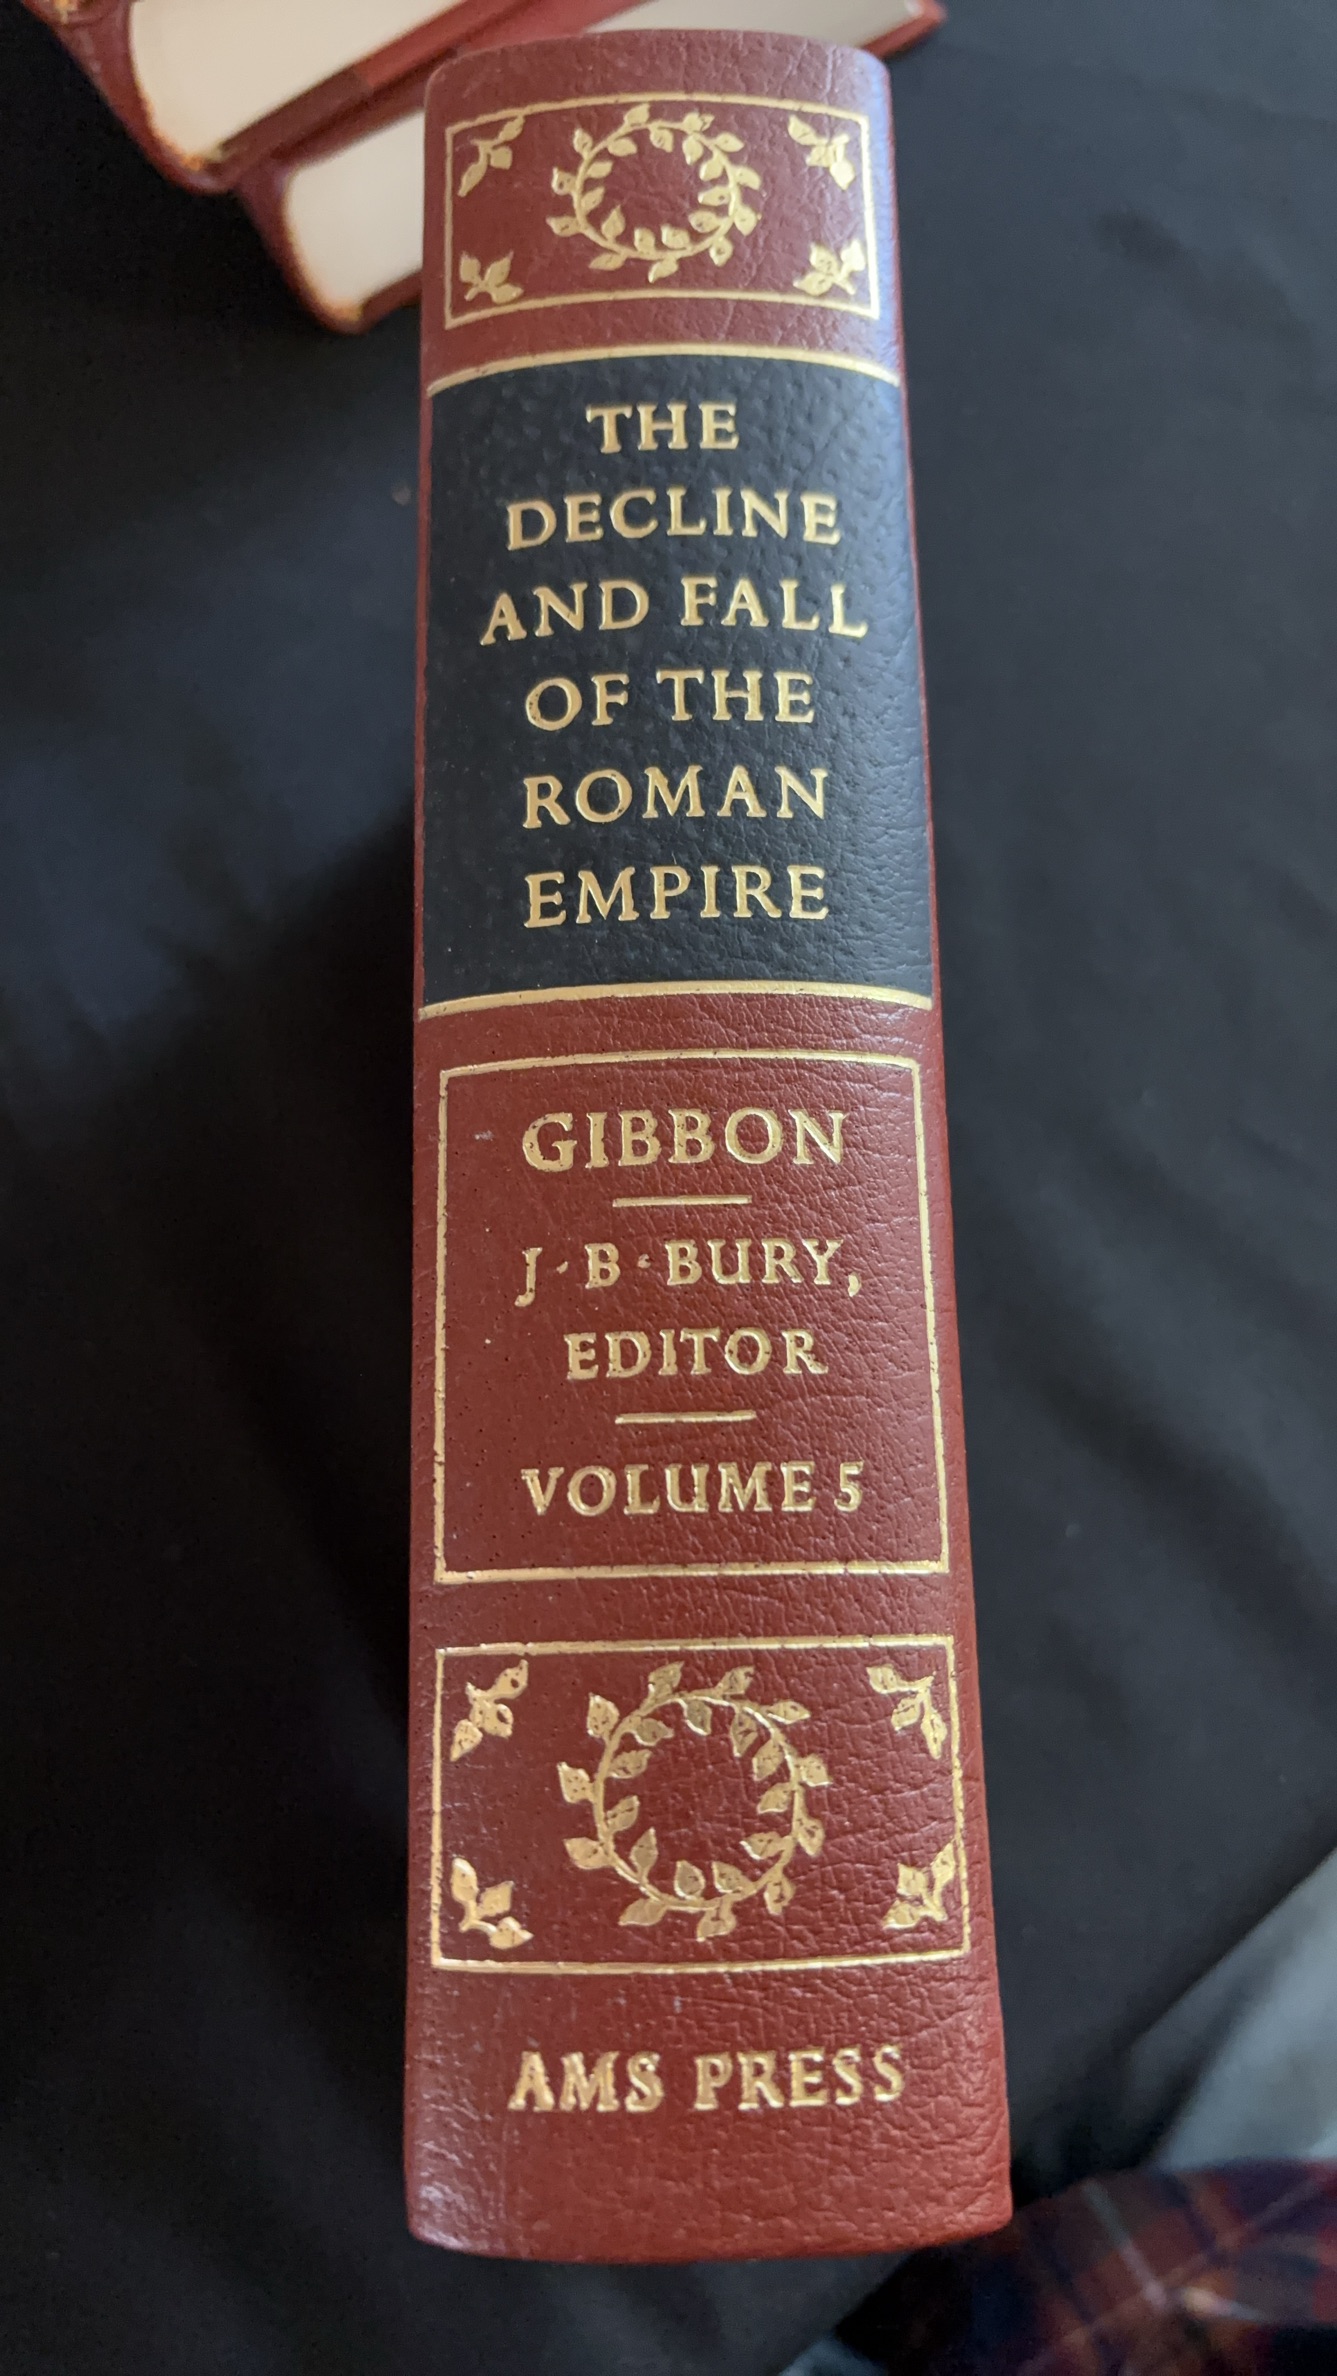 THE
DECLINE
AND FALL
OF THE
ROMAN
EMPIRE
GIBBON
J·B·BURY,
EDITOR
VOLUME 5
AMS PRESS